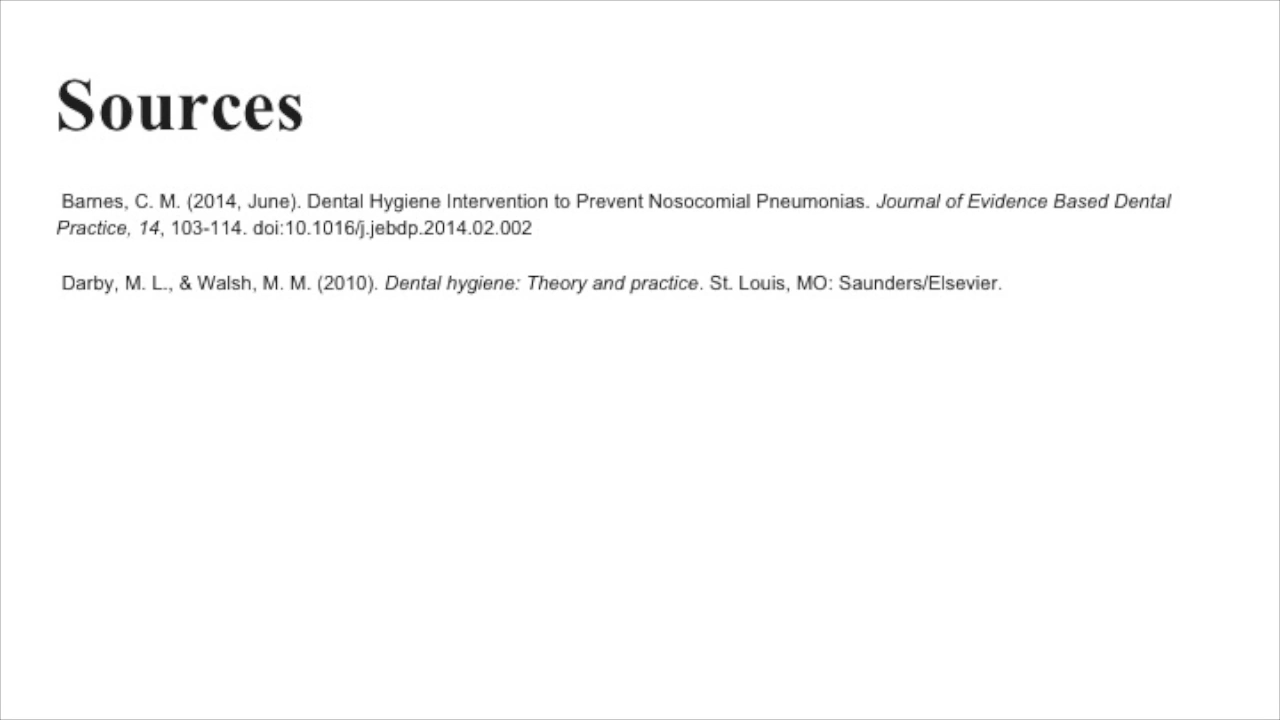 Sources
Barnes, C. M. (2014, June). Dental Hygiene Intervention to Prevent Nosocomial Pneumonias. Journal of Evidence Based Dental
Practice, 14, 103-114. doi:10.1016/j.jebdp.2014.02.002
Darby, M. L., & Walsh, M. M. (2010). Dental hygiene: Theory and practice. St. Louis, MO: Saunders/Elsevier.